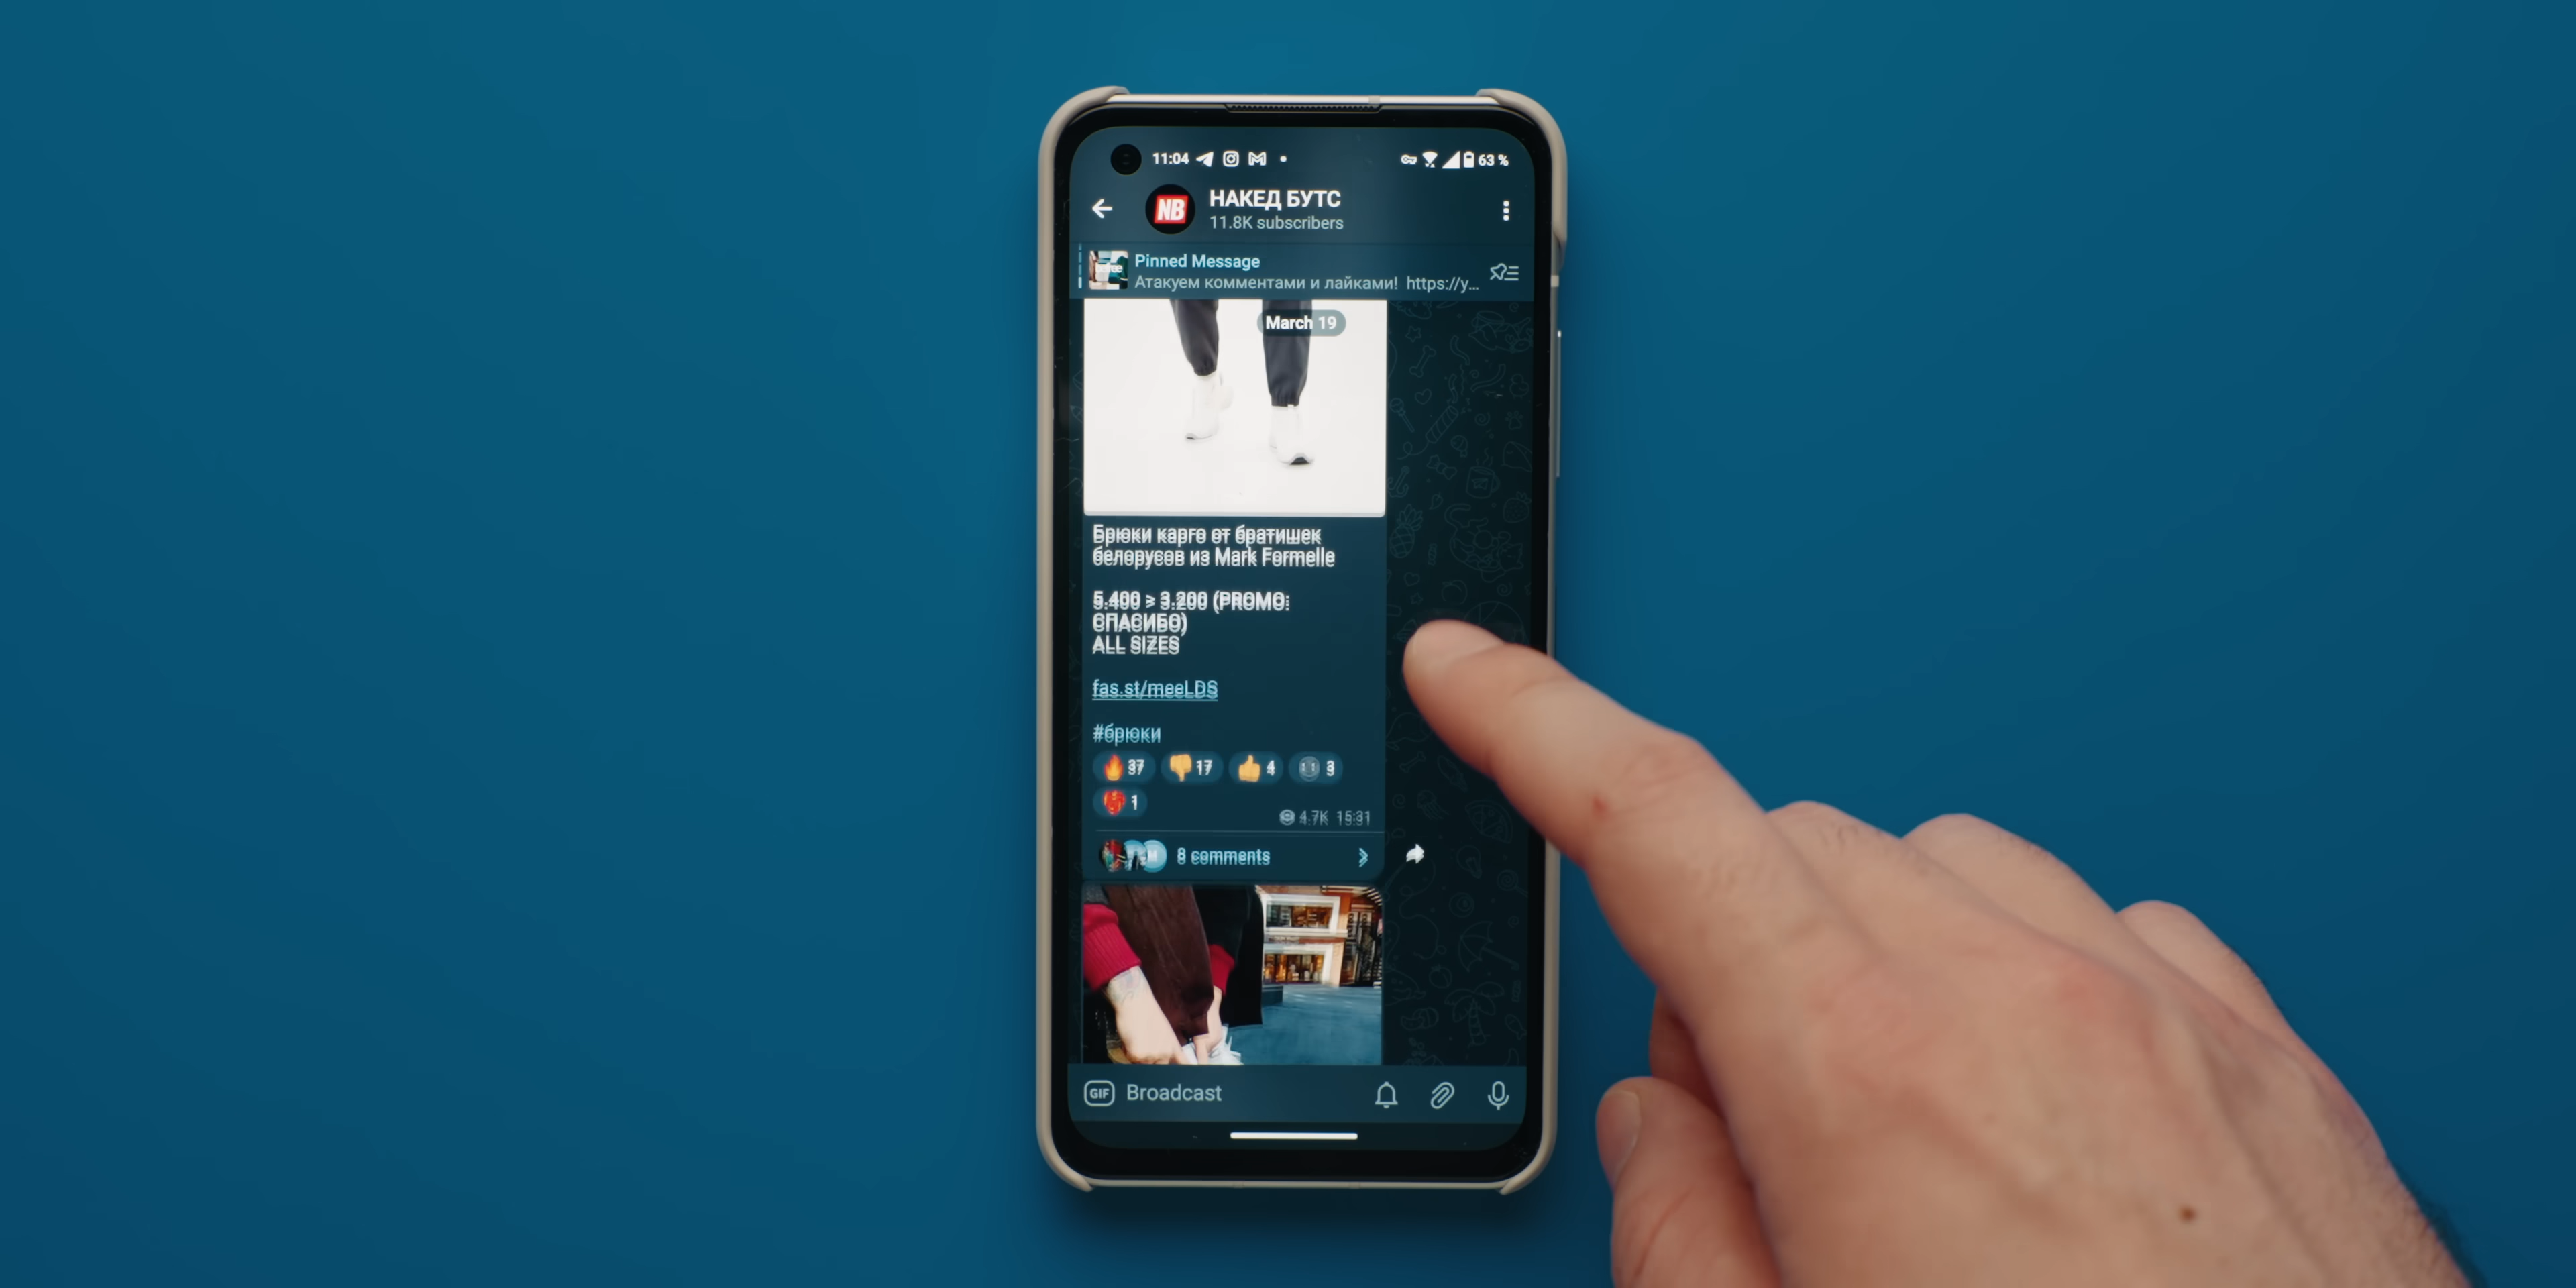 11:04
63 %
NB
НАКЕД БУТС
11.8K subscribers
Pinned Message
Атакуем комментами и лайками! https://y...
March 19
Брюки карго от братишек
белорусов из Mark Formelle
5.400 > 3.200 (PROMO:
СПАСИБО)
ALL SIZES
fas.st/meeLDS
#брюки
37 17 4 3
1
4.7K 15:31
8 comments
GIF Broadcast